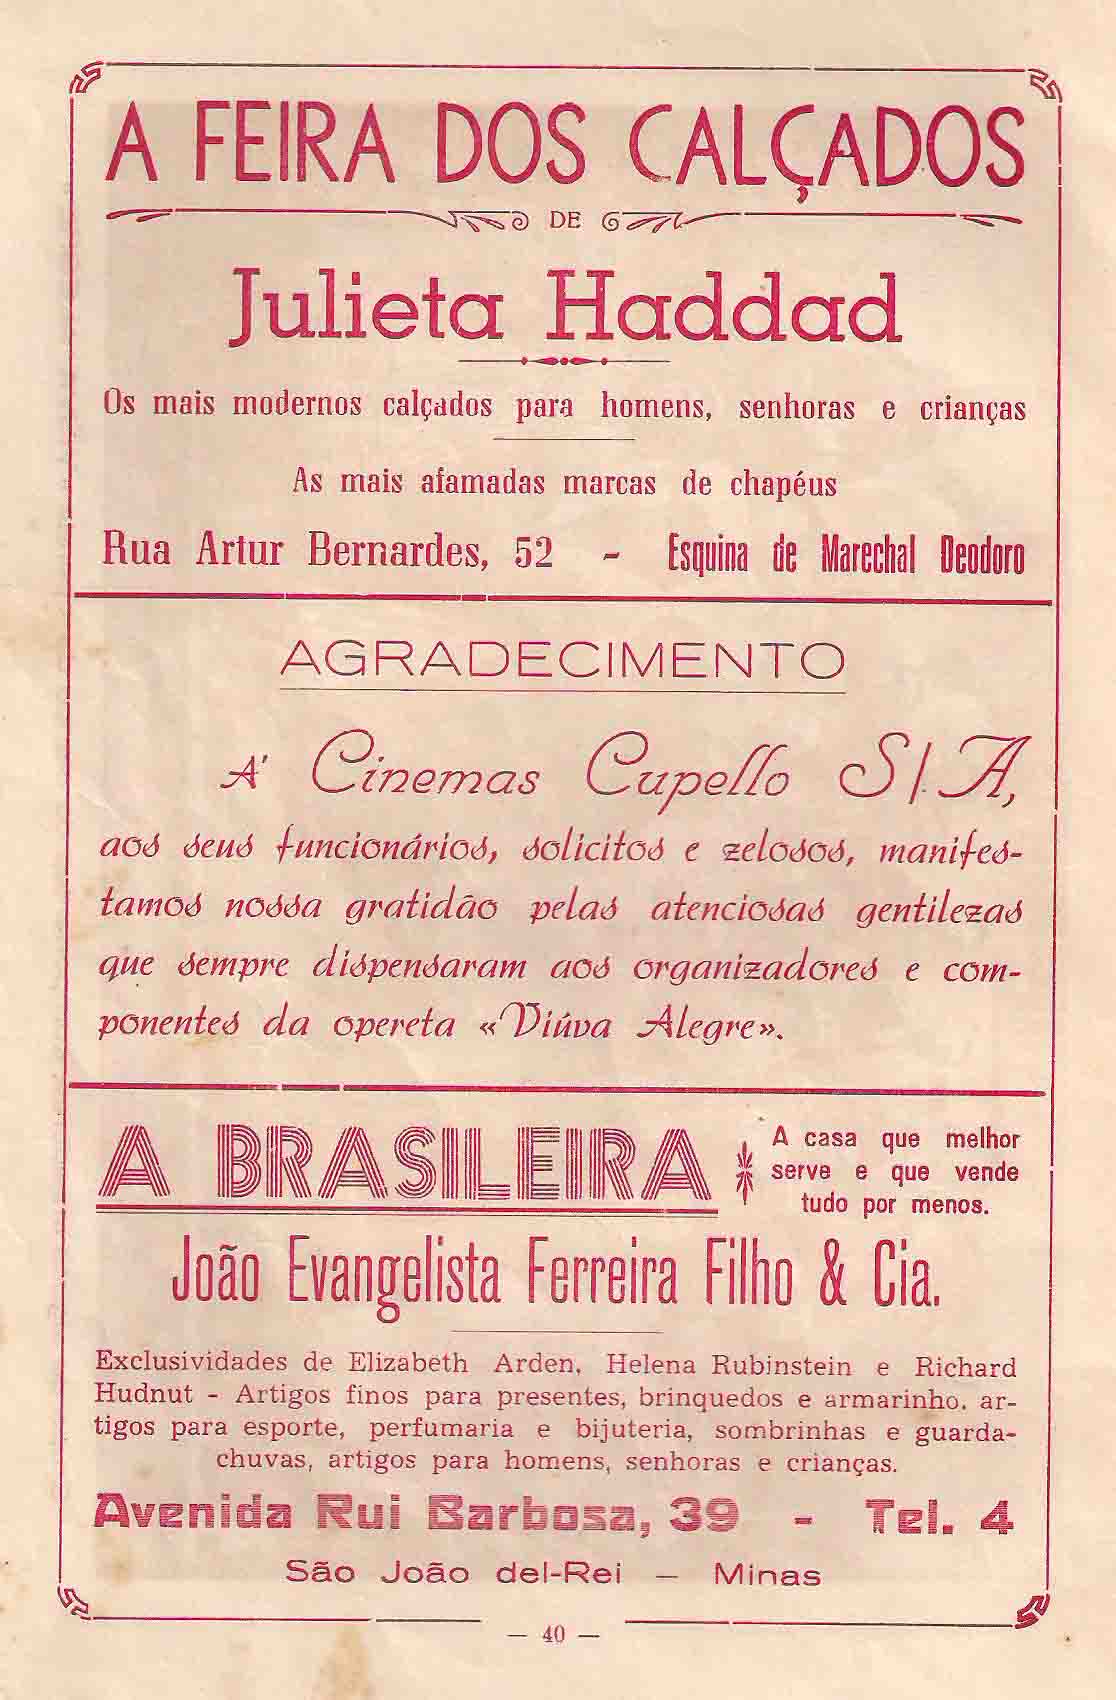 A FEIRA DOS CALÇADOS
DE
Julieta Haddad
Os mais modernos calçados para homens, senhoras e crianças
As mais afamadas marcas de chapéus
Rua Artur Bernardes, 52 - Esquina de Marechal Deodoro
AGRADECIMENTO
A' Cinemas Cupello S/A,
aos seus funcionários, solicitos e zelosos, manifes-
tamos nossa gratidão pelas atenciosas gentilezas
que sempre dispensaram aos organizadores e com-
ponentes da opereta «Viúva Alegre».
A BRASILEIRA
A casa que melhor
serve e que vende
tudo por menos.
João Evangelista Ferreira Filho & Cia.
Exclusividades de Elizabeth Arden, Helena Rubinstein e Richard
Hudnut - Artigos finos para presentes, brinquedos e armarinho, ar-
tigos para esporte, perfumaria e bijuteria, sombrinhas e guarda-
chuvas, artigos para homens, senhoras e crianças.
Avenida Rui Barbosa, 39 - Tel. 4
São João del-Rei — Minas
— 40 —